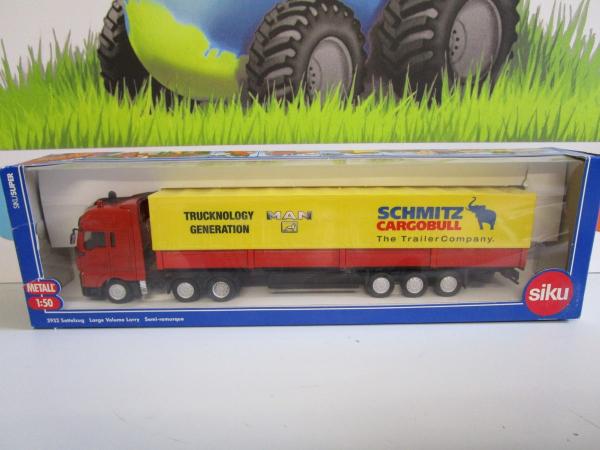 SIKU SUPER
TRUCKNOLOGY
GENERATION
MAN
SCHMITZ
CARGOBULL
The TrailerCompany.
METALL
1:50
siku
3922 Sattelzug Large Volume Lorry Semi-remorque